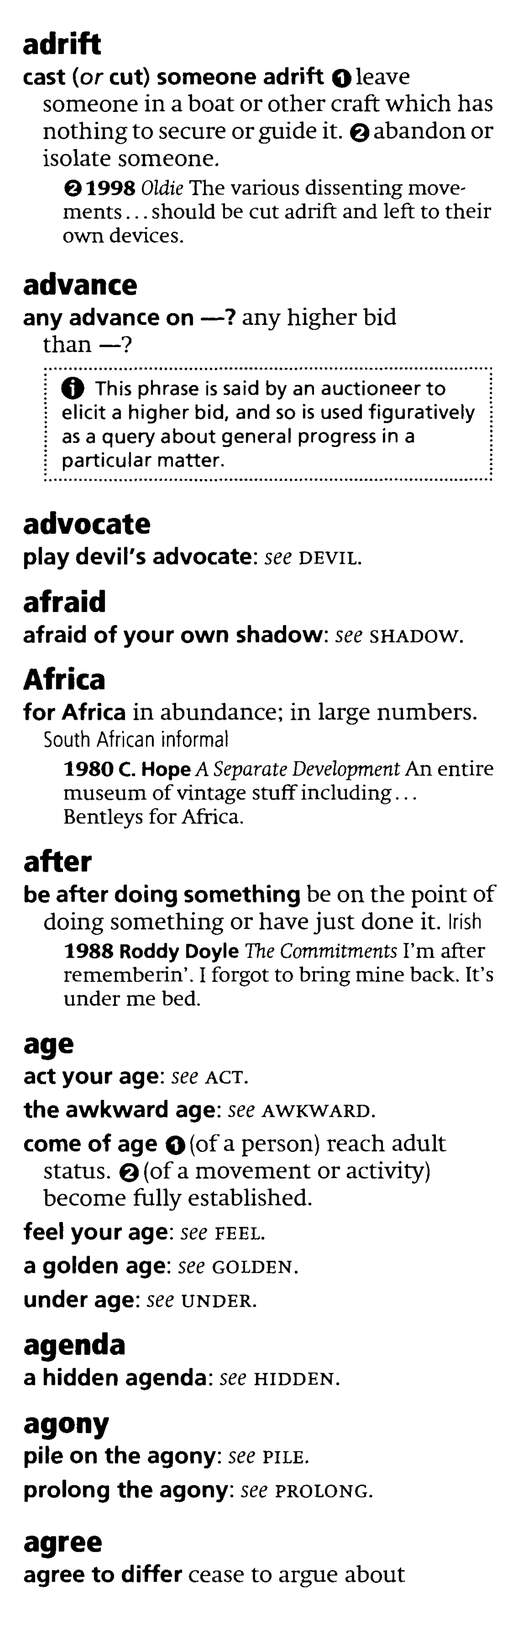 adrift
cast (or cut) someone adrift ❶ leave
someone in a boat or other craft which has
nothing to secure or guide it. ❷ abandon or
isolate someone.
❷ 1998 Oldie The various dissenting move-
ments . . . should be cut adrift and left to their
own devices.
advance
any advance on —? any higher bid
than —?
ℹ This phrase is said by an auctioneer to
elicit a higher bid, and so is used figuratively
as a query about general progress in a
particular matter.
advocate
play devil's advocate: see DEVIL.
afraid
afraid of your own shadow: see SHADOW.
Africa
for Africa in abundance; in large numbers.
South African informal
1980 C. Hope A Separate Development An entire
museum of vintage stuff including . . .
Bentleys for Africa.
after
be after doing something be on the point of
doing something or have just done it. Irish
1988 Roddy Doyle The Commitments I'm after
rememberin'. I forgot to bring mine back. It's
under me bed.
age
act your age: see ACT.
the awkward age: see AWKWARD.
come of age ❶ (of a person) reach adult
status. ❷ (of a movement or activity)
become fully established.
feel your age: see FEEL.
a golden age: see GOLDEN.
under age: see UNDER.
agenda
a hidden agenda: see HIDDEN.
agony
pile on the agony: see PILE.
prolong the agony: see PROLONG.
agree
agree to differ cease to argue about